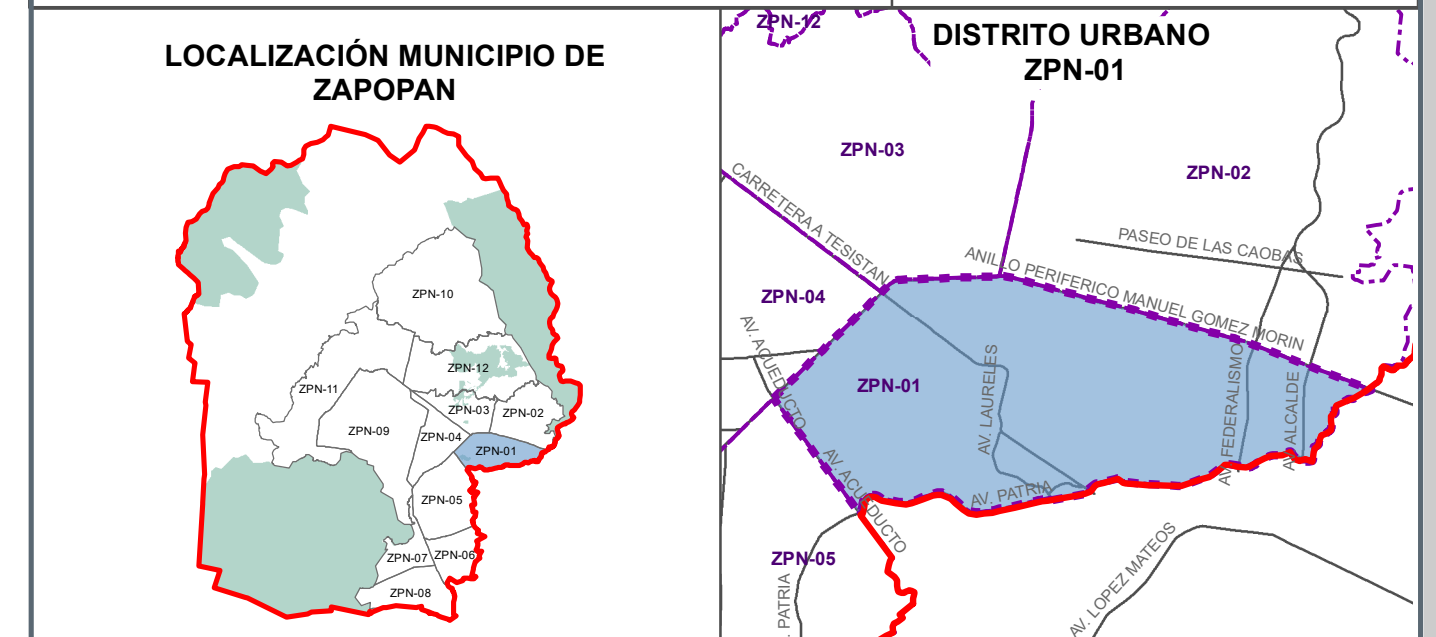 LOCALIZACIÓN MUNICIPIO DE
ZAPOPAN
ZPN-10
ZPN-12
ZPN-11
ZPN-03
ZPN-02
ZPN-09
ZPN-04
ZPN-01
ZPN-05
ZPN-07
ZPN-06
ZPN-08
ZPN-12
DISTRITO URBANO
ZPN-01
ZPN-03
ZPN-02
CARRETERA A TESISTAN
PASEO DE LAS CAOBAS
ANILLO PERIFERICO MANUEL GOMEZ MORIN
ZPN-04
AV. ACUEDUCTO
ZPN-01
AV. LAURELES
AV. FEDERALISMO
AV. ALCALDE
AV. ACUEDUCTO
AV. PATRIA
ZPN-05
PATRIA
AV. LOPEZ MATEOS